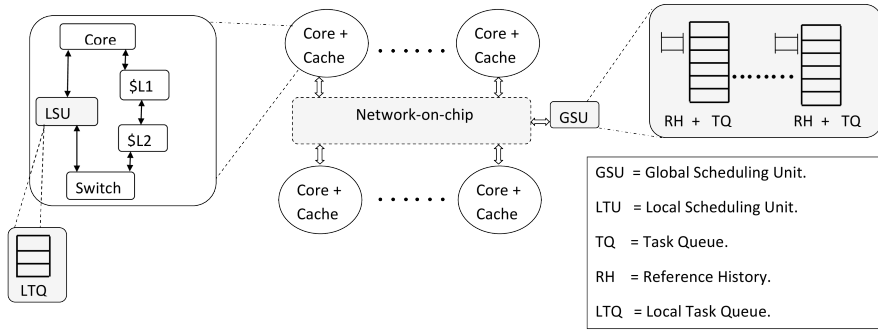 Core
$L1
LSU
$L2
Switch
LTQ
Core +
Cache
Core +
Cache
Network-on-chip
GSU
Core +
Cache
Core +
Cache
RH + TQ
RH + TQ
GSU = Global Scheduling Unit.
LTU = Local Scheduling Unit.
TQ = Task Queue.
RH = Reference History.
LTQ = Local Task Queue.